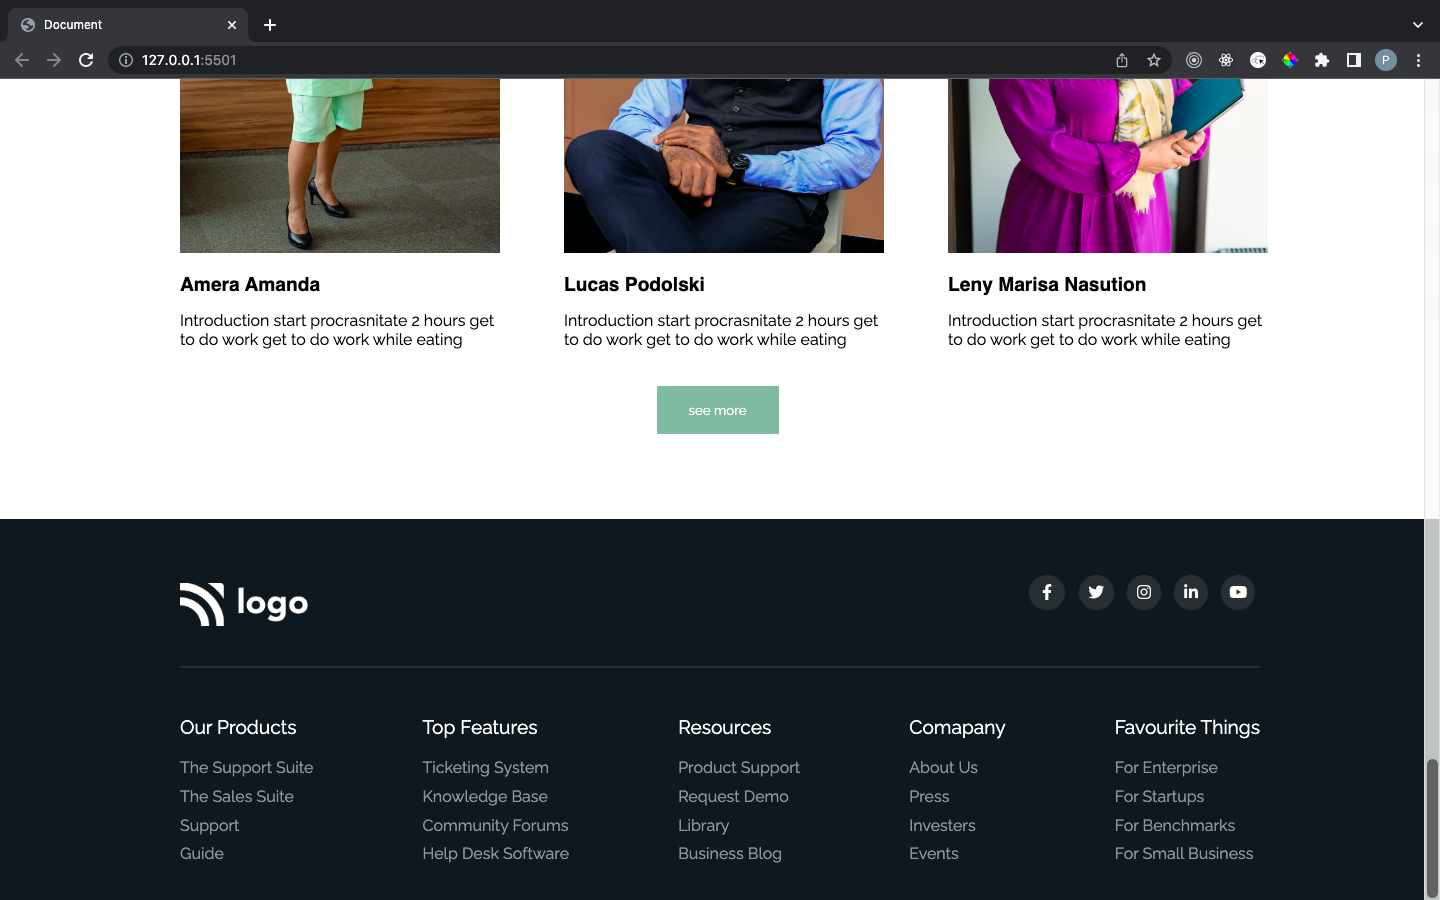 Document
127.0.0.1:5501
P
Amera Amanda
Lucas Podolski
Leny Marisa Nasution
Introduction start procrasnitate 2 hours get
to do work get to do work while eating
Introduction start procrasnitate 2 hours get
to do work get to do work while eating
Introduction start procrasnitate 2 hours get
to do work get to do work while eating
see more
logo
Our Products
The Support Suite
The Sales Suite
Support
Guide
Top Features
Ticketing System
Knowledge Base
Community Forums
Help Desk Software
Resources
Product Support
Request Demo
Library
Business Blog
Comapany
About Us
Press
Investers
Events
Favourite Things
For Enterprise
For Startups
For Benchmarks
For Small Business